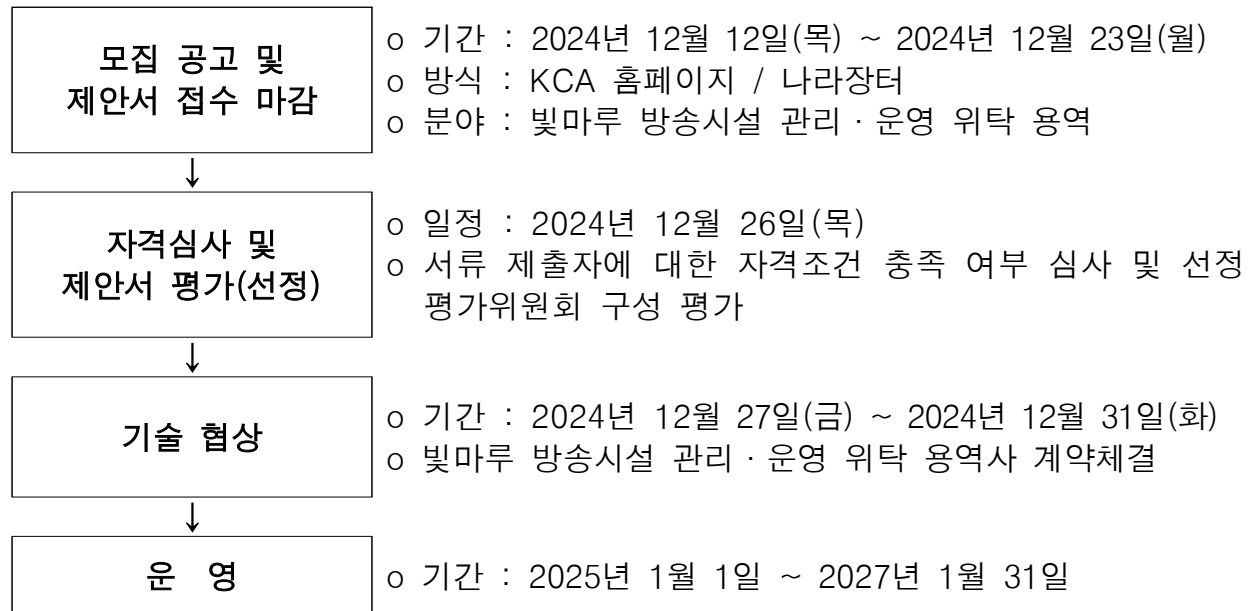 모집 공고 및
제안서 접수 마감
o 기간 : 2024년 12월 12일(목) ~ 2024년 12월 23일(월)
o 방식 : KCA 홈페이지 / 나라장터
o 분야 : 빛마루 방송시설 관리·운영 위탁 용역
↓
자격심사 및
제안서 평가(선정)
o 일정 : 2024년 12월 26일(목)
o 서류 제출자에 대한 자격조건 충족 여부 심사 및 선정
평가위원회 구성 평가
↓
기술 협상
o 기간 : 2024년 12월 27일(금) ~ 2024년 12월 31일(화)
o 빛마루 방송시설 관리·운영 위탁 용역사 계약체결
↓
운 영
o 기간 : 2025년 1월 1일 ~ 2027년 1월 31일